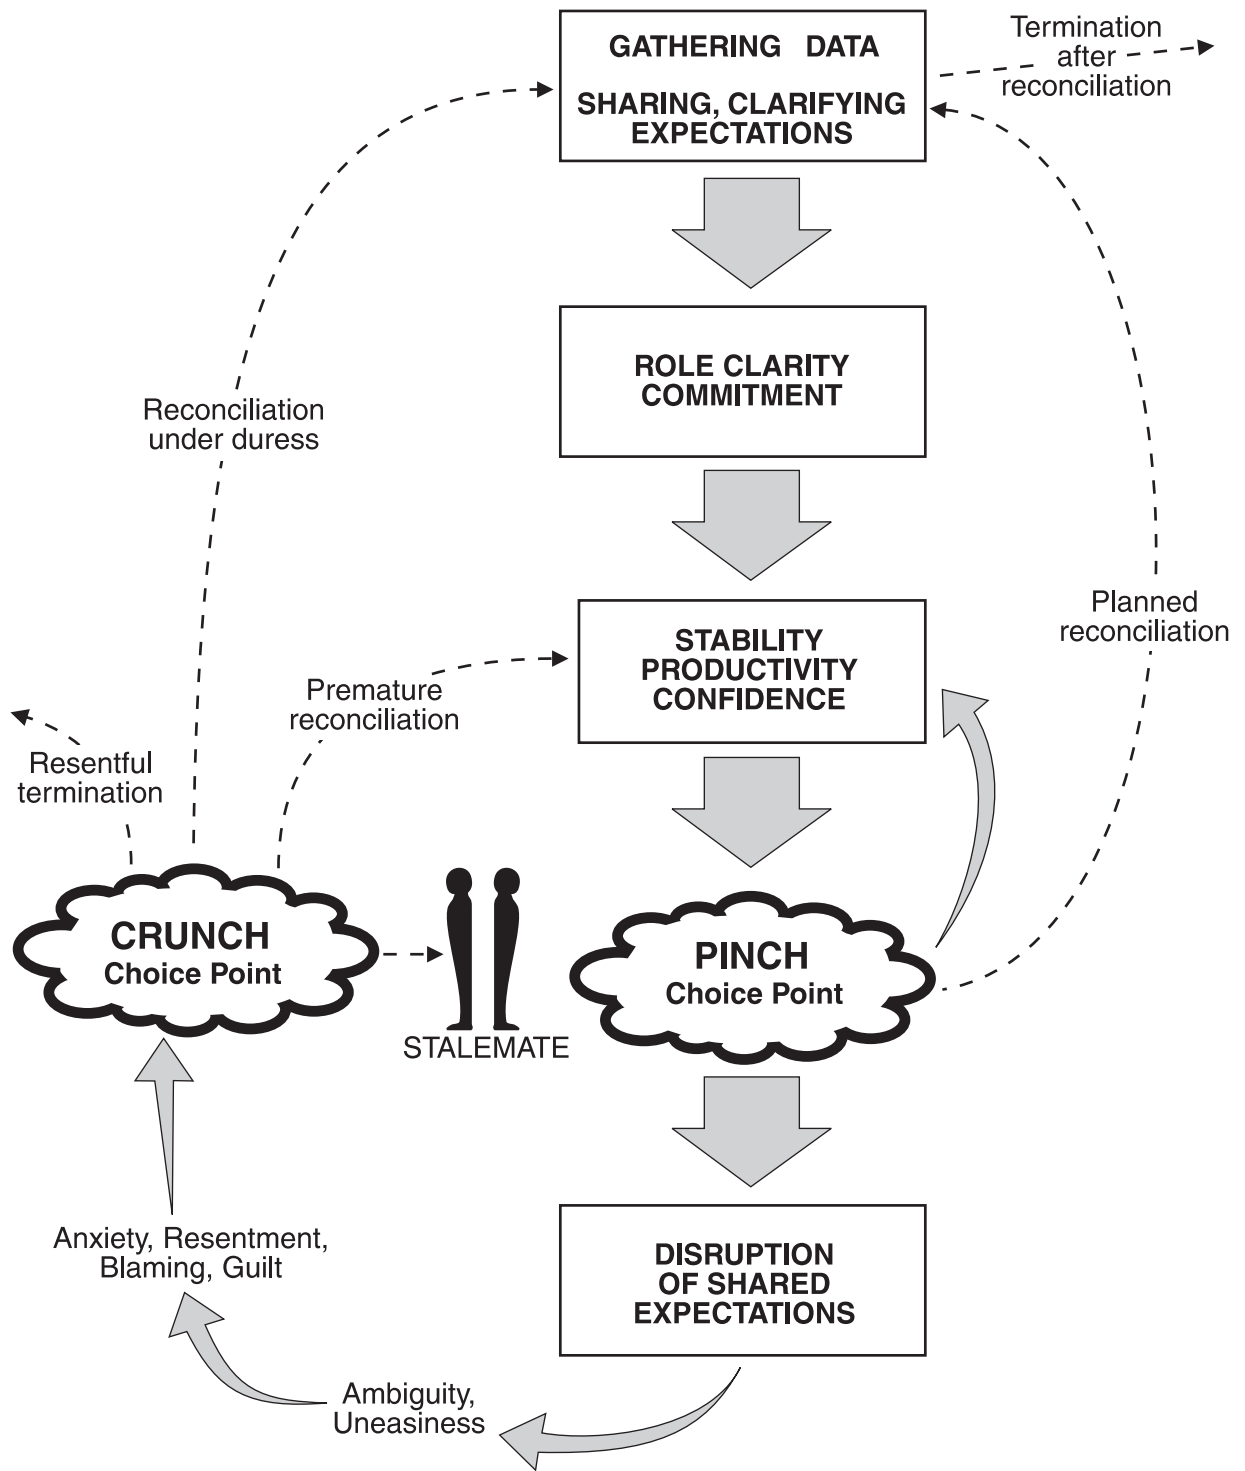 GATHERING DATA
SHARING, CLARIFYING
EXPECTATIONS
Termination
after
reconciliation
ROLE CLARITY
COMMITMENT
Reconciliation
under duress
STABILITY
PRODUCTIVITY
CONFIDENCE
Planned
reconciliation
Premature
reconciliation
Resentful
termination
CRUNCH
Choice Point
STALEMATE
PINCH
Choice Point
Anxiety, Resentment,
Blaming, Guilt
DISRUPTION
OF SHARED
EXPECTATIONS
Ambiguity,
Uneasiness